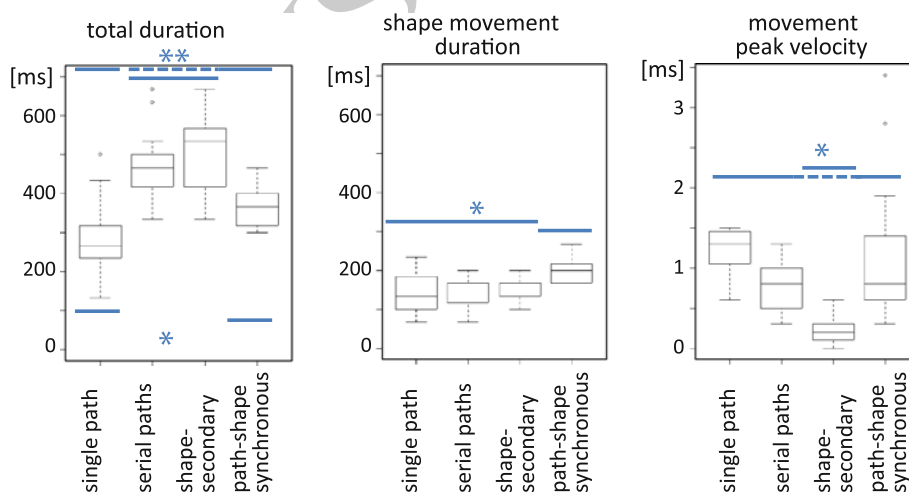 total duration
**
[ms]
600
400
200
0
*
single path
serial paths
shape-
secondary
path-shape
synchronous
shape movement
duration
[ms]
600
400
200
0
*
single path
serial paths
shape-
secondary
path-shape
synchronous
movement
peak velocity
[ms]
3
2
1
0
*
single path
serial paths
shape-
secondary
path-shape
synchronous